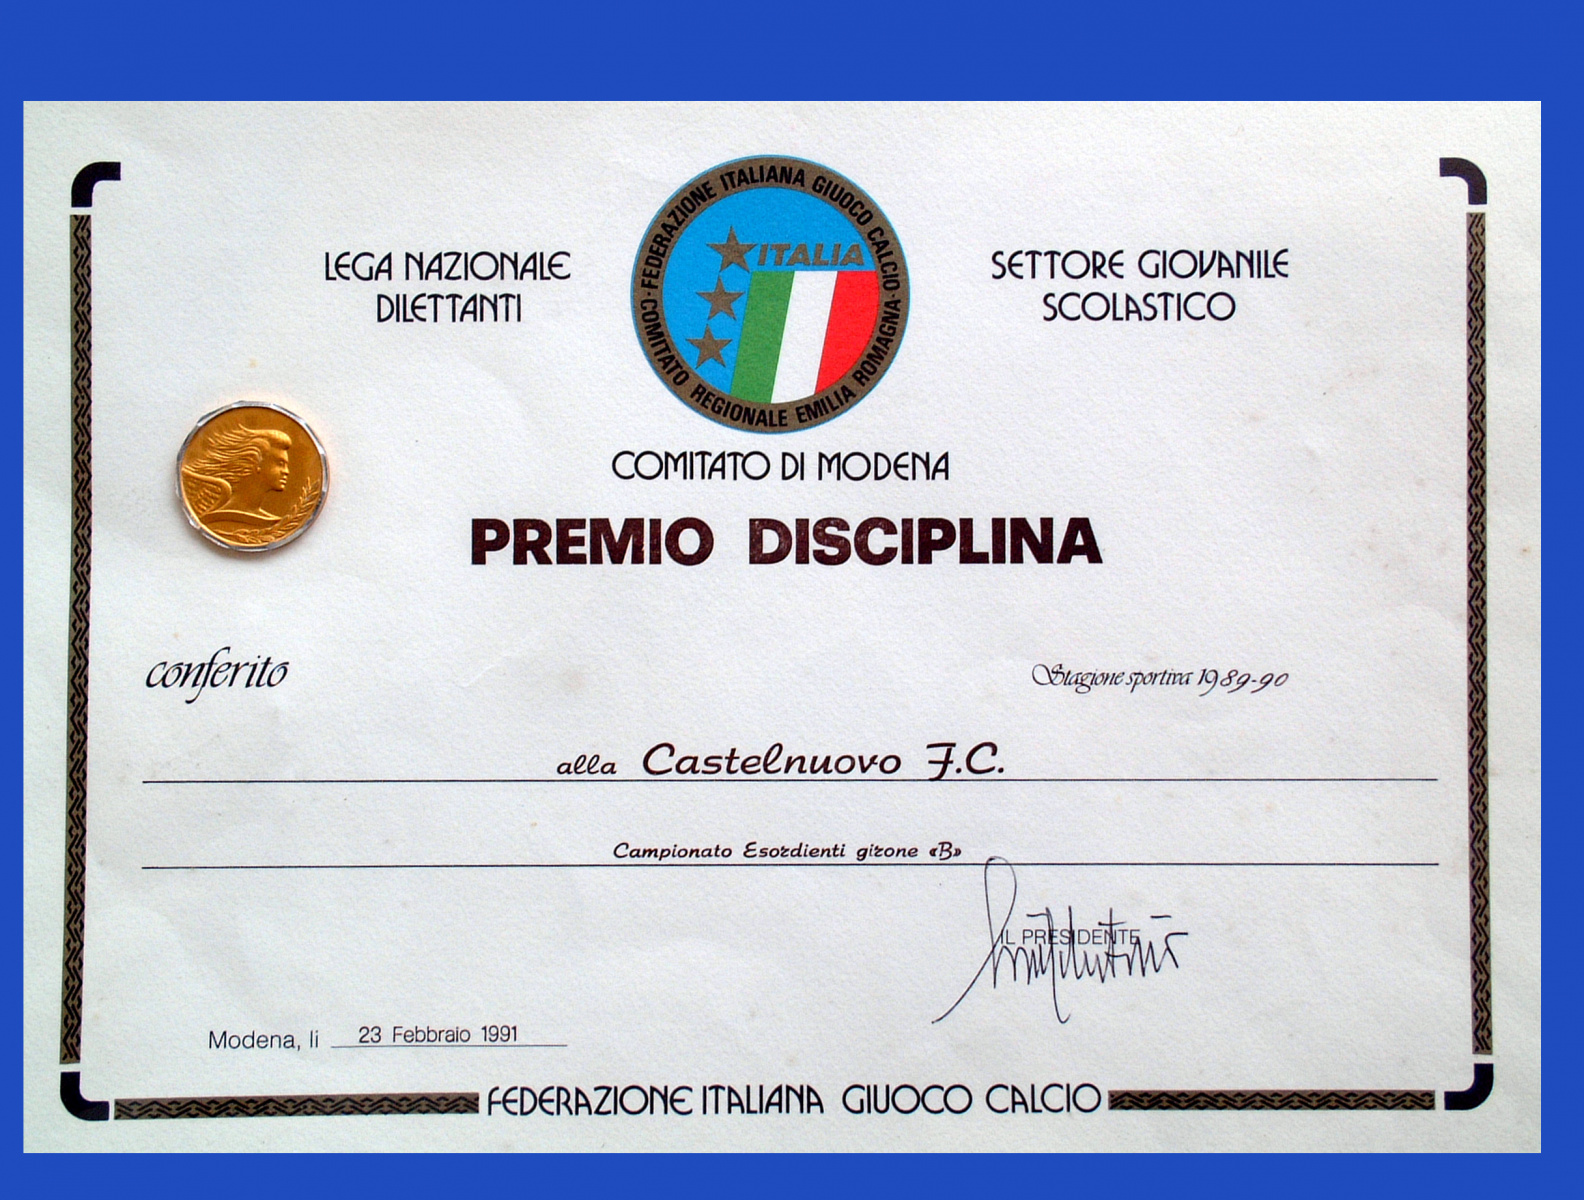 FEDERAZIONE ITALIANA GIUOCO CALCIO
COMITATO REGIONALE EMILIA ROMAGNA
ITALIA
LEGA NAZIONALE
DILETTANTI
SETTORE GIOVANILE
SCOLASTICO
COMITATO DI MODENA
PREMIO DISCIPLINA
conferito
Stagione sportiva 1989-90
alla Castelnuovo F.C.
Campionato Esordienti girone «B»
IL PRESIDENTE
Modena, li 23 Febbraio 1991
FEDERAZIONE ITALIANA GIUOCO CALCIO